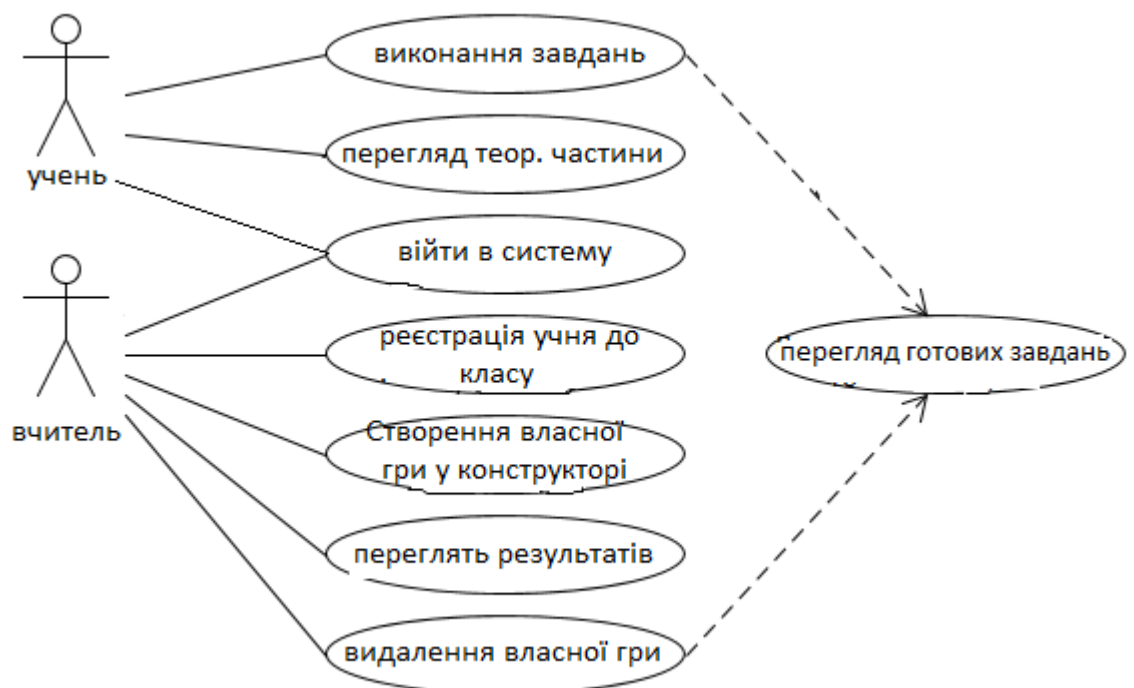 виконання завдань
перегляд теор. частини
учень
війти в систему
реєстрація учня до
класу
перегляд готових завдань
вчитель
Створення власної
гри у конструкторі
переглять результатів
видалення власної гри